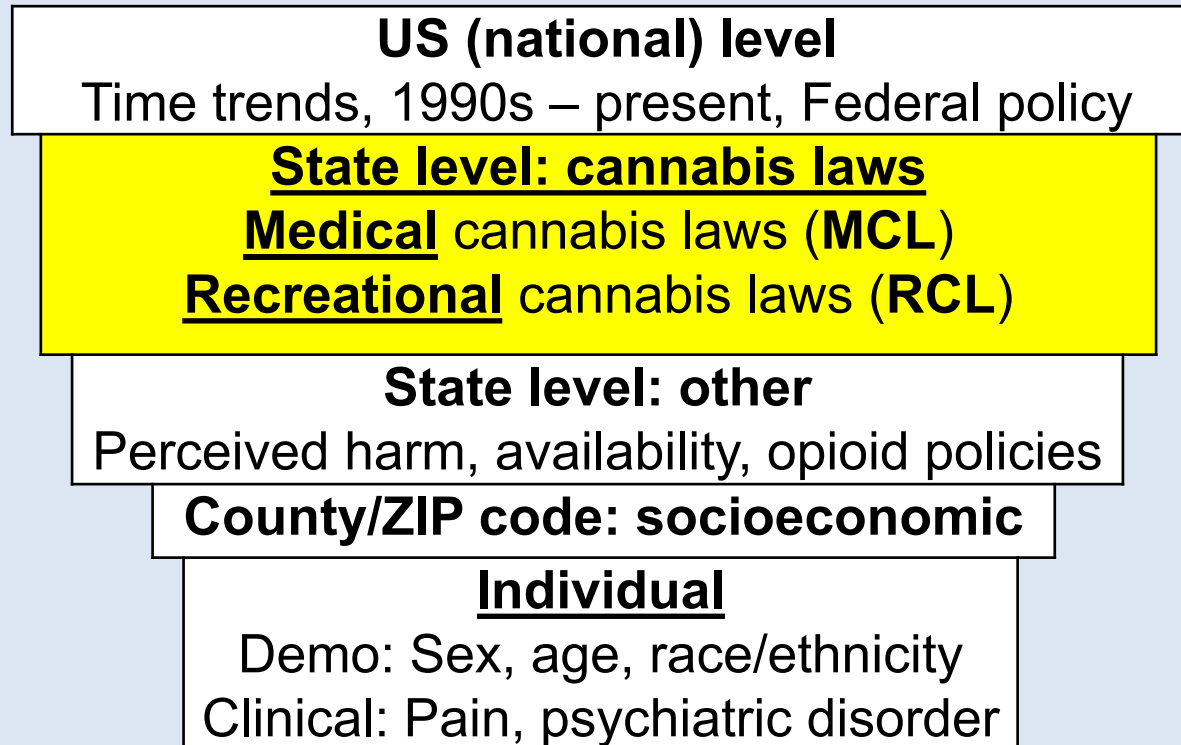 US (national) level
Time trends, 1990s – present, Federal policy
State level: cannabis laws
Medical cannabis laws (MCL)
Recreational cannabis laws (RCL)
State level: other
Perceived harm, availability, opioid policies
County/ZIP code: socioeconomic
Individual
Demo: Sex, age, race/ethnicity
Clinical: Pain, psychiatric disorder